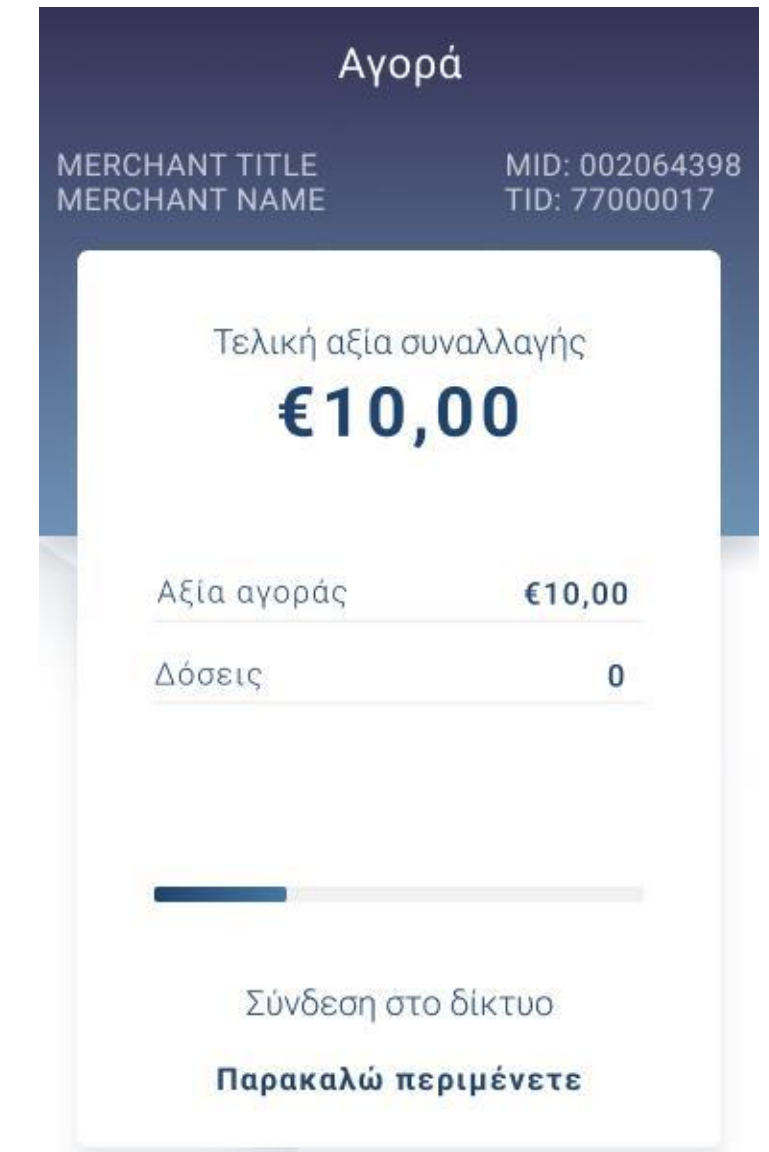 Αγορά
MERCHANT TITLE MID: 002064398
MERCHANT NAME TID: 77000017
Τελική αξία συναλλαγής
€10,00
Αξία αγοράς €10,00
Δόσεις 0
Σύνδεση στο δίκτυο
Παρακαλώ περιμένετε